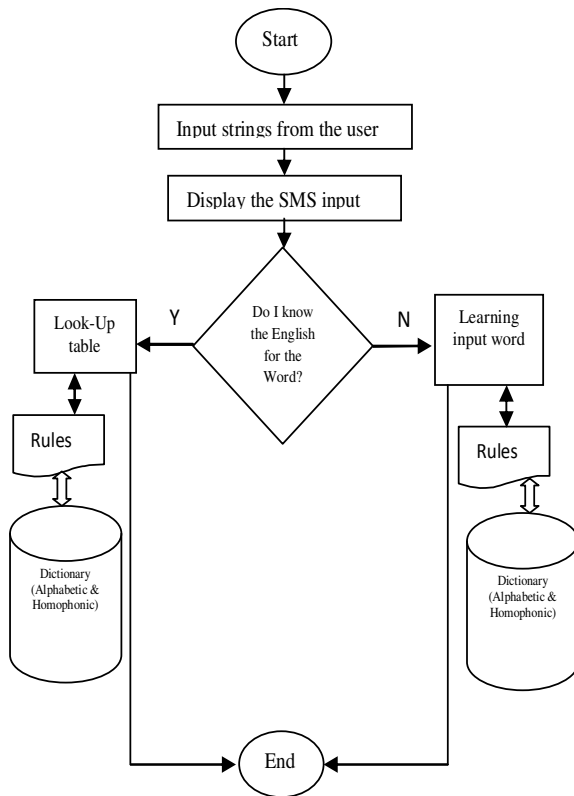 Start
Input strings from the user
Display the SMS input
Do I know
the English
for the
Word?
Y
N
Look-Up
table
Learning
input word
Rules
Rules
Dictionary
(Alphabetic &
Homophonic)
Dictionary
(Alphabetic &
Homophonic)
End